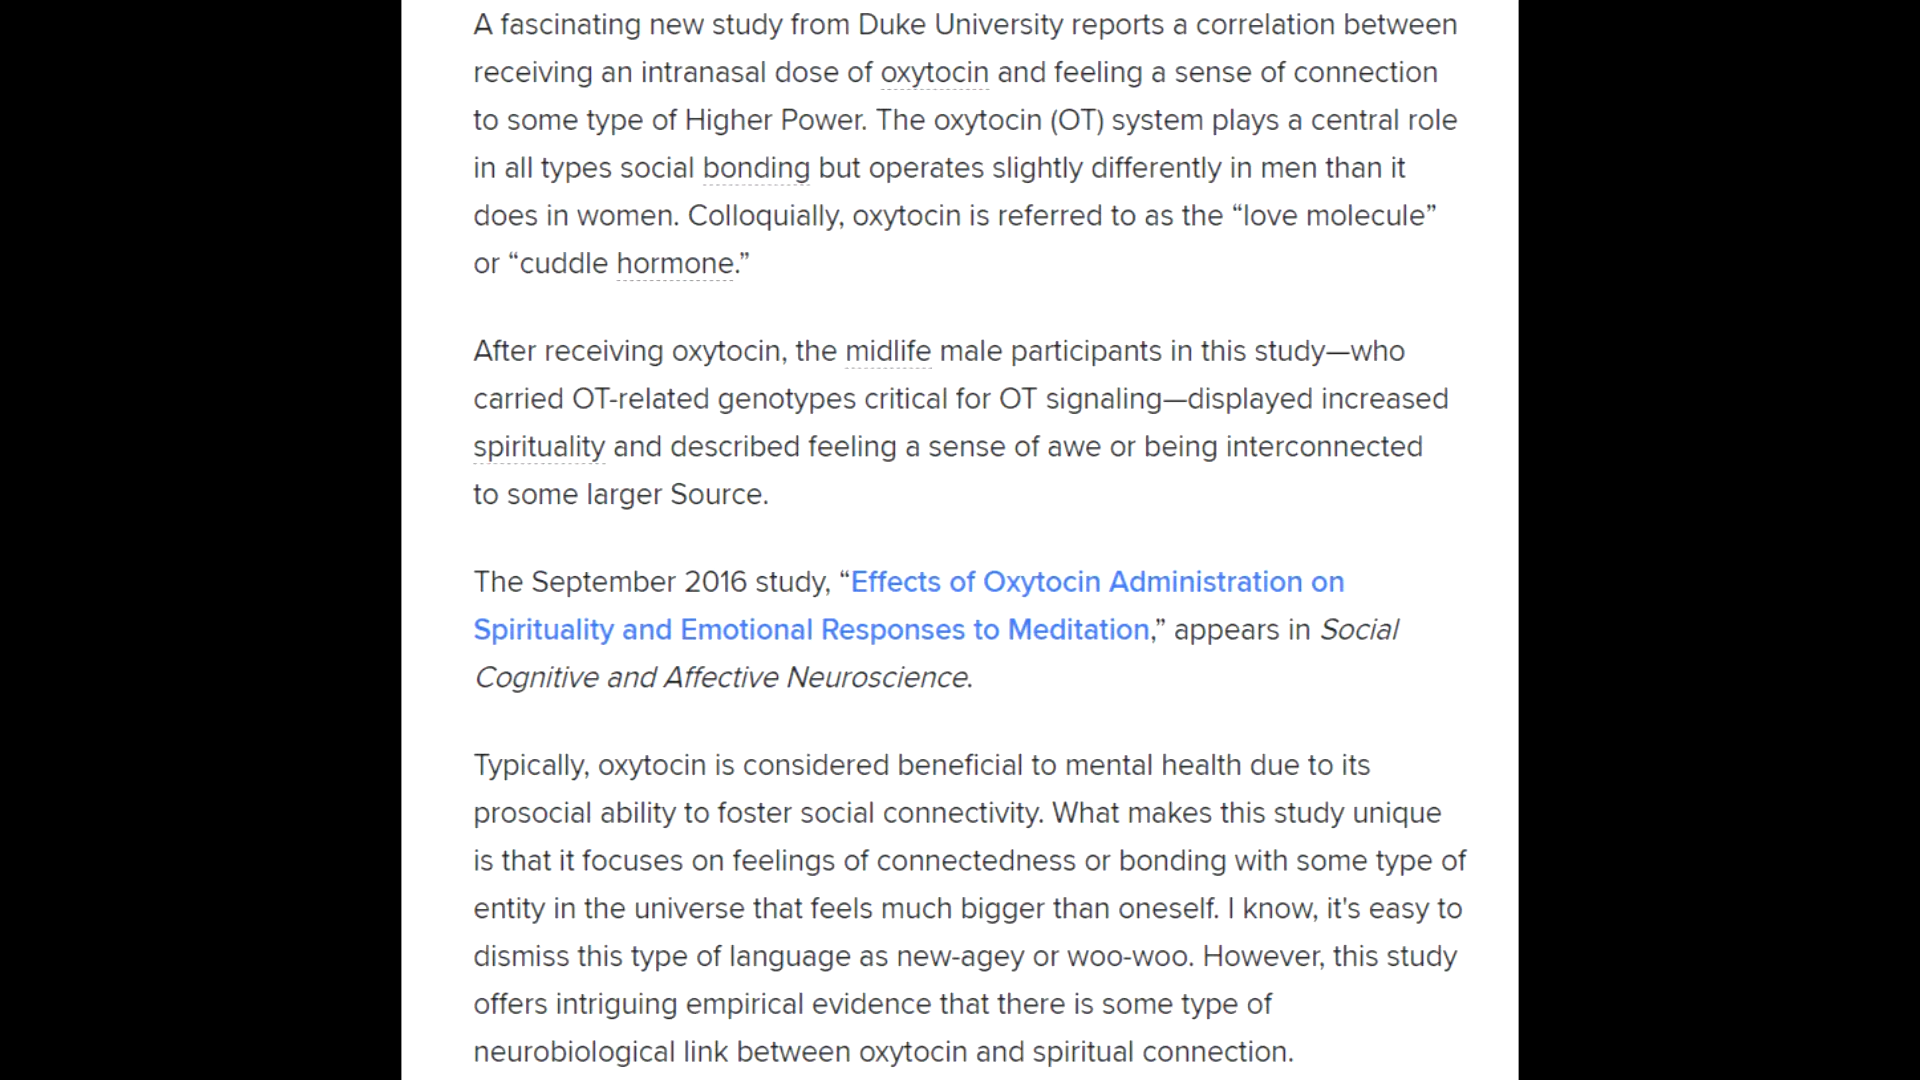 A fascinating new study from Duke University reports a correlation between
receiving an intranasal dose of oxytocin and feeling a sense of connection
to some type of Higher Power. The oxytocin (OT) system plays a central role
in all types social bonding but operates slightly differently in men than it
does in women. Colloquially, oxytocin is referred to as the “love molecule”
or “cuddle hormone.”
After receiving oxytocin, the midlife male participants in this study—who
carried OT-related genotypes critical for OT signaling—displayed increased
spirituality and described feeling a sense of awe or being interconnected
to some larger Source.
The September 2016 study, “Effects of Oxytocin Administration on
Spirituality and Emotional Responses to Meditation,” appears in Social
Cognitive and Affective Neuroscience.
Typically, oxytocin is considered beneficial to mental health due to its
prosocial ability to foster social connectivity. What makes this study unique
is that it focuses on feelings of connectedness or bonding with some type of
entity in the universe that feels much bigger than oneself. I know, it's easy to
dismiss this type of language as new-agey or woo-woo. However, this study
offers intriguing empirical evidence that there is some type of
neurobiological link between oxytocin and spiritual connection.